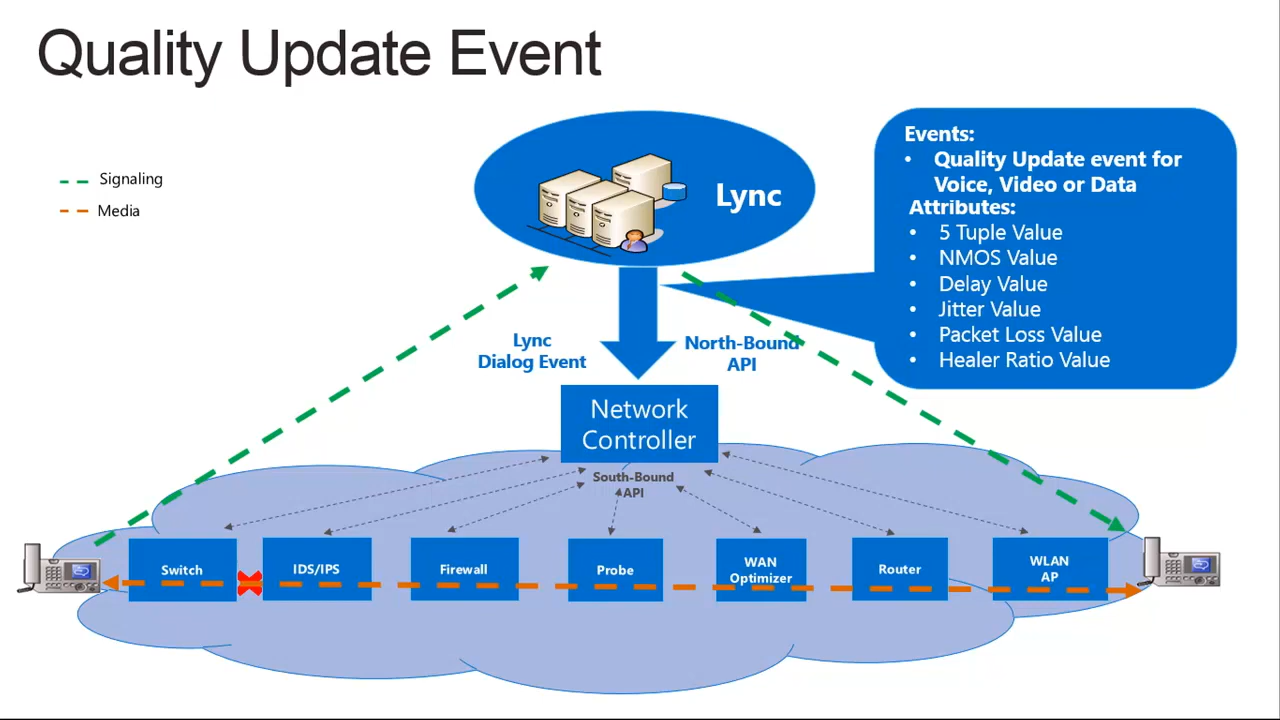 Quality Update Event
Signaling
Media
Lync
Events:
• Quality Update event for
Voice, Video or Data
Attributes:
• 5 Tuple Value
• NMOS Value
• Delay Value
• Jitter Value
• Packet Loss Value
• Healer Ratio Value
Lync
Dialog Event
North-Bound
API
Network
Controller
South-Bound
API
Switch
IDS/IPS
Firewall
Probe
WAN
Optimizer
Router
WLAN
AP